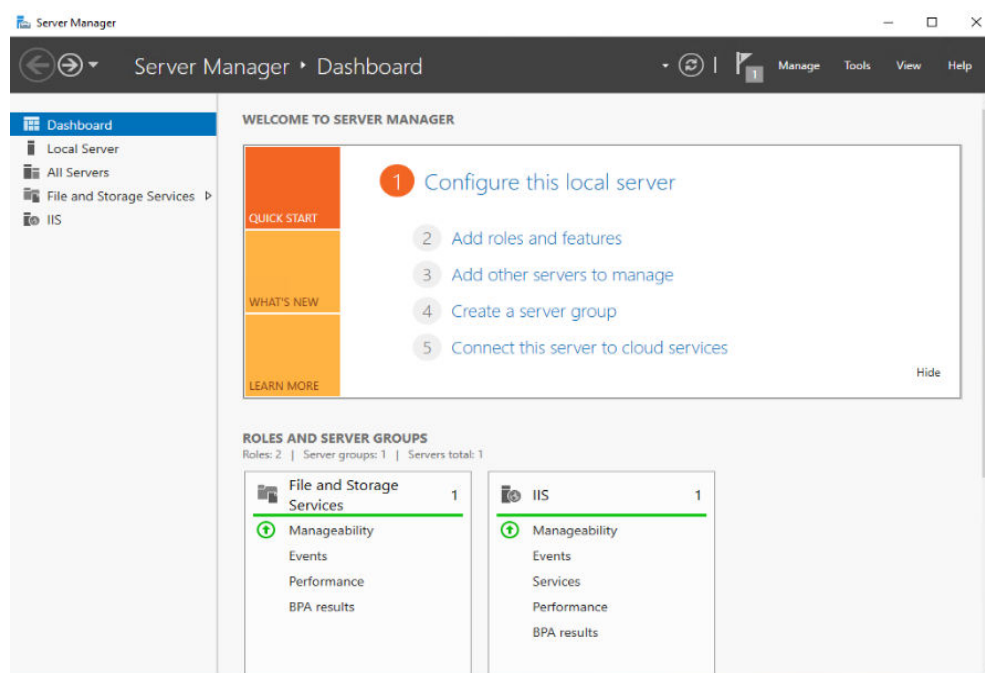 Server Manager
Server Manager ‣ Dashboard
1
Manage
Tools
View
Help
Dashboard
Local Server
All Servers
File and Storage Services
IIS
WELCOME TO SERVER MANAGER
QUICK START
WHAT'S NEW
LEARN MORE
1 Configure this local server
2 Add roles and features
3 Add other servers to manage
4 Create a server group
5 Connect this server to cloud services
Hide
ROLES AND SERVER GROUPS
Roles: 2 | Server groups: 1 | Servers total: 1
File and Storage
Services
1
Manageability
Events
Performance
BPA results
IIS
1
Manageability
Events
Services
Performance
BPA results